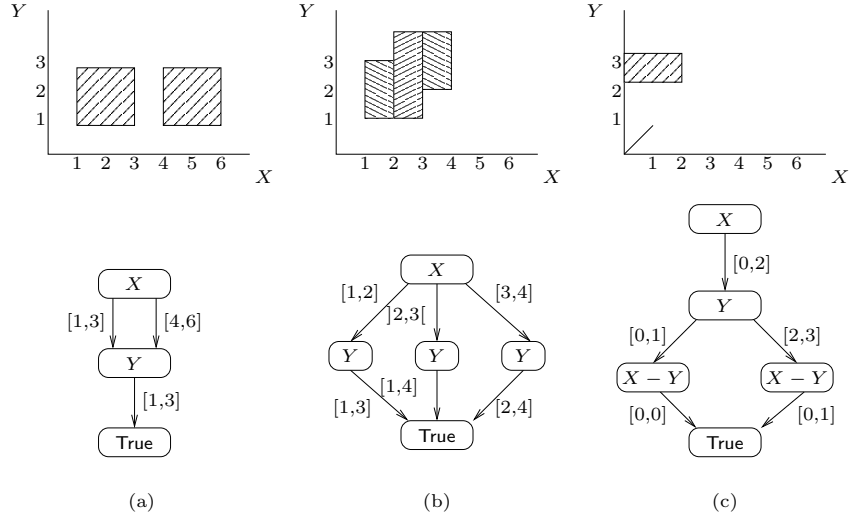 Y
3
2
1
1 2 3 4 5 6
X
Y
3
2
1
1 2 3 4 5 6
X
Y
3
2
1
1 2 3 4 5 6
X
X
[1,3] [4,6]
Y
[1,3]
True
(a)
X
[1,2] ]2,3[ [3,4]
Y Y Y
[1,3] [1,4] [2,4]
True
(b)
X
[0,2]
Y
[0,1] [2,3]
X − Y X − Y
[0,0] [0,1]
True
(c)